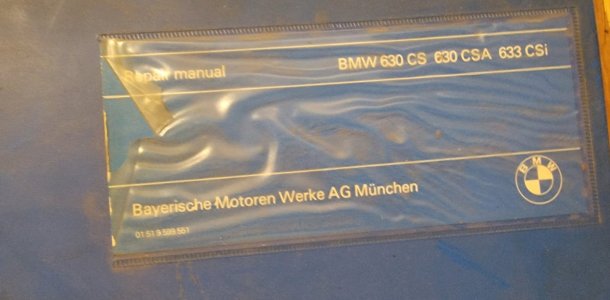 Repair manual BMW 630 CS 630 CSA 633 CSi
BMW
Bayerische Motoren Werke AG München
01 51 9 599 551